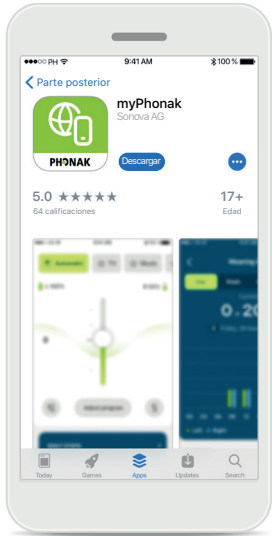 ●●●○○ PH 9:41 AM 100%
Parte posterior
myPhonak
Sonova AG
PHONAK
Descargar
5.0 ★★★★★ 17+
64 calificaciones Edad
Automatic TV Music
Adjust program
Today Games Apps Updates Search